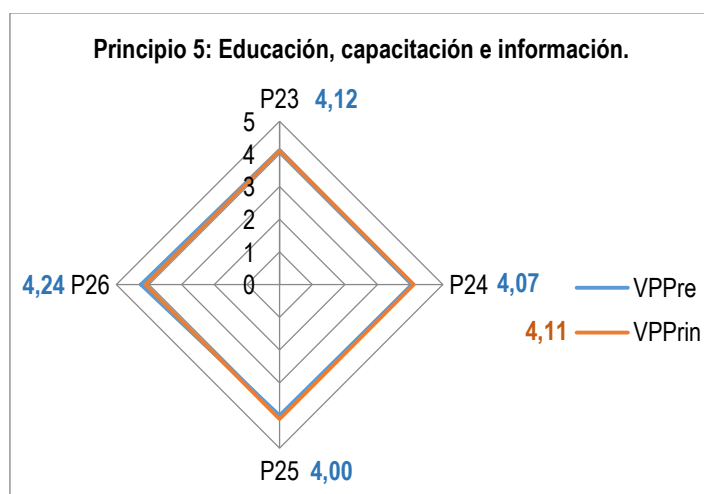 Principio 5: Educación, capacitación e información.
P23 4,12
5
4
3
2
1
0
4,24 P26
P24 4,07
VPPre
4,11 VPPrin
P25 4,00